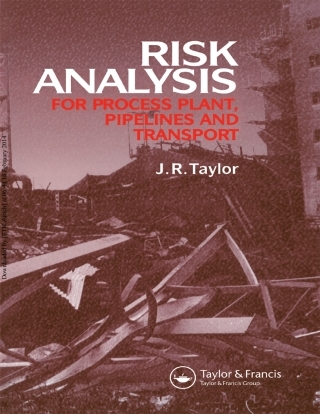 RISK
ANALYSIS
FOR PROCESS PLANT,
PIPELINES AND
TRANSPORT
J.R.Taylor
Taylor & Francis
Taylor & Francis Group